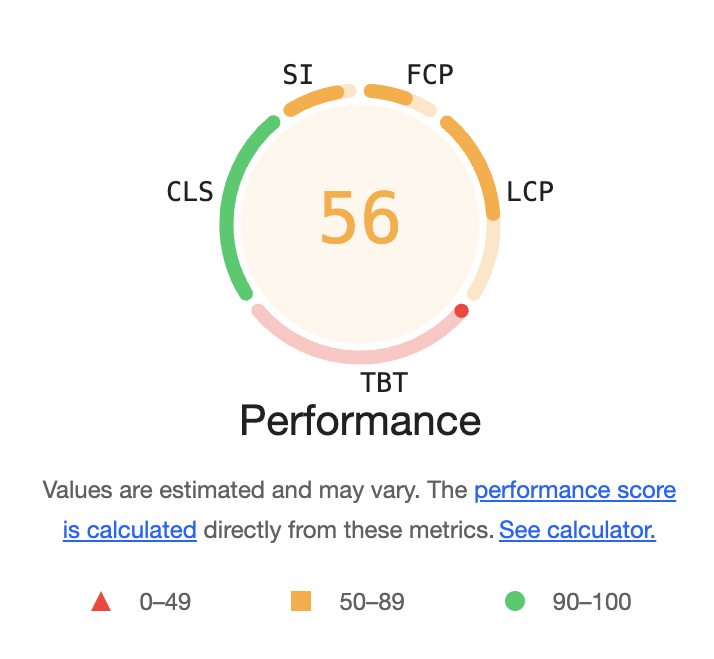 SI
FCP
CLS
56
LCP
TBT
Performance
Values are estimated and may vary. The performance score
is calculated directly from these metrics. See calculator.
0–49
50–89
90–100